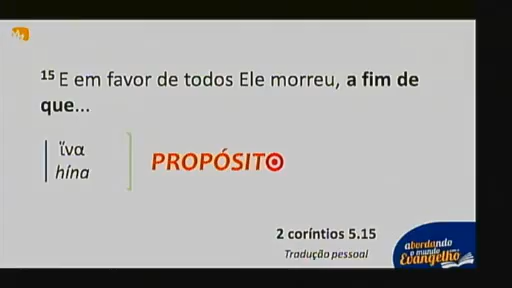 15 E em favor de todos Ele morreu, a fim de
que...
ἵνα
hína
PROPÓSITO
2 coríntios 5.15
Tradução pessoal
abordando
o mundo com o
Evangelho